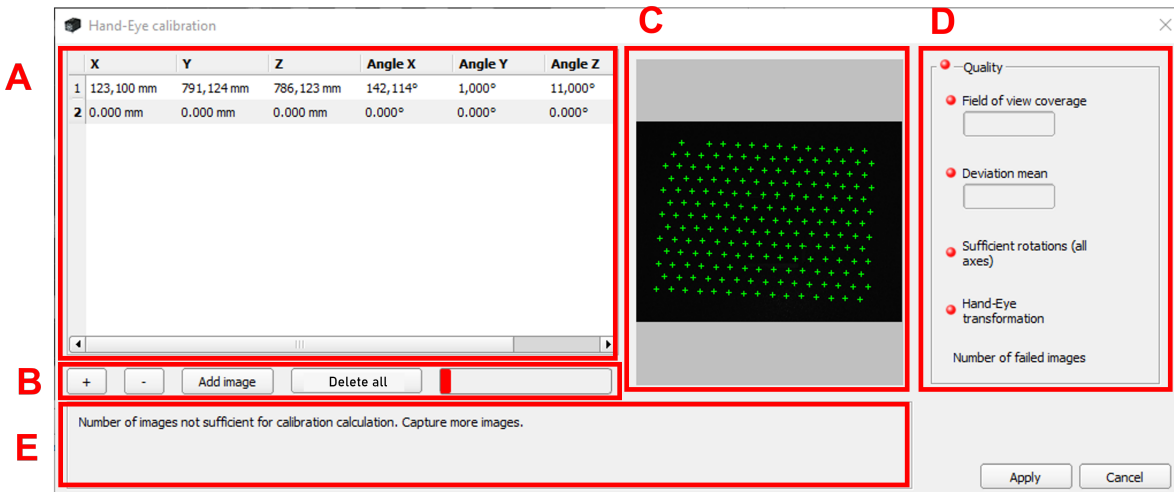 C
D
Hand-Eye calibration
A
X Y Z Angle X Angle Y Angle Z
1 123,100 mm 791,124 mm 786,123 mm 142,114° 1,000° 11,000°
2 0.000 mm 0.000 mm 0.000 mm 0.000° 0.000° 0.000°
Quality
Field of view coverage
Deviation mean
Sufficient rotations (all
axes)
Hand-Eye
transformation
Number of failed images
B
+ - Add image Delete all
E
Number of images not sufficient for calibration calculation. Capture more images.
Apply Cancel